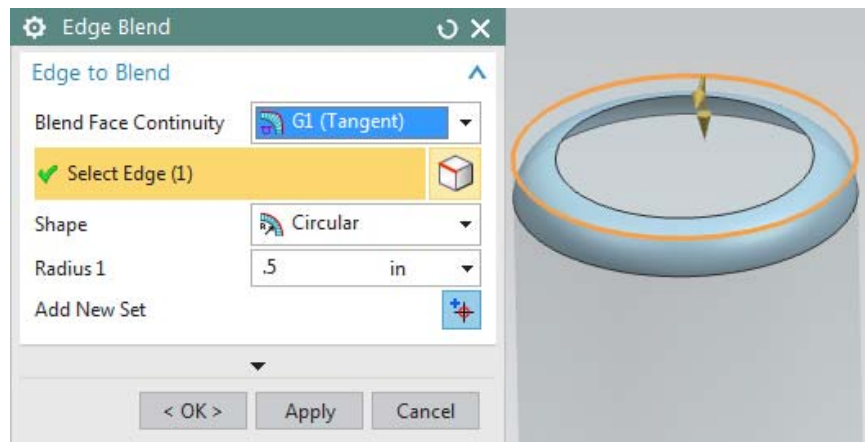 Edge Blend
Edge to Blend
Blend Face Continuity G1 (Tangent)
Select Edge (1)
Shape Circular
Radius 1 .5 in
Add New Set
< OK > Apply Cancel